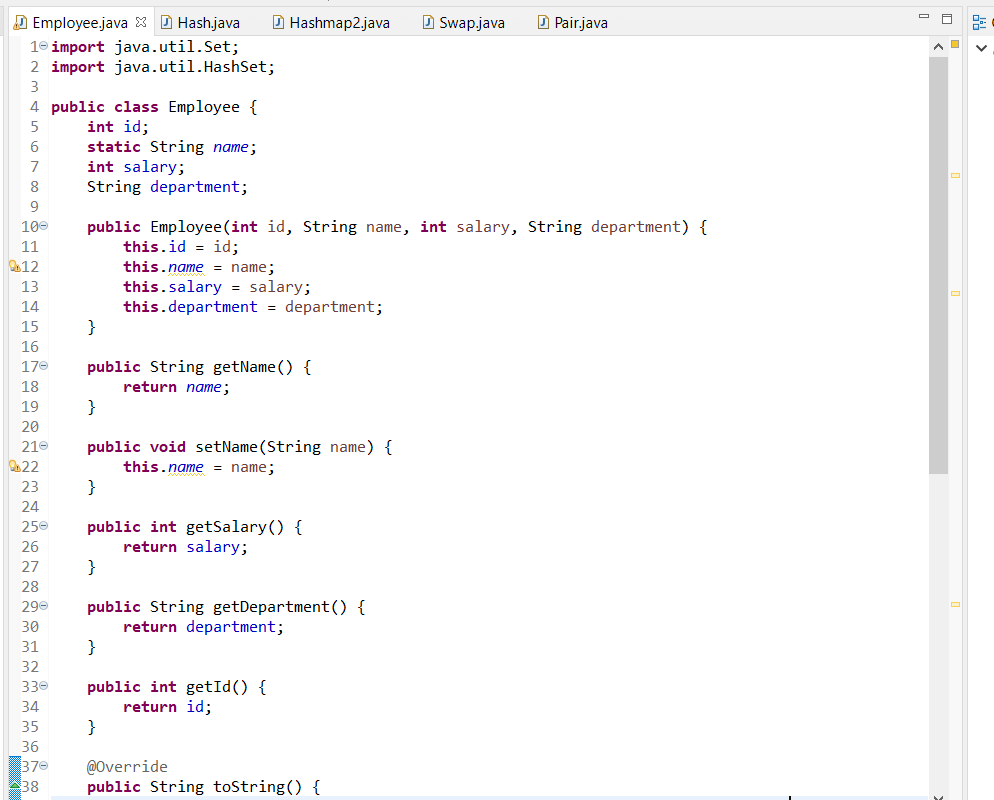 Employee.java Hash.java Hashmap2.java Swap.java Pair.java
1 import java.util.Set;
2 import java.util.HashSet;
3
4 public class Employee {
5     int id;
6     static String name;
7     int salary;
8     String department;
9
10     public Employee(int id, String name, int salary, String department) {
11         this.id = id;
12         this.name = name;
13         this.salary = salary;
14         this.department = department;
15     }
16
17     public String getName() {
18         return name;
19     }
20
21     public void setName(String name) {
22         this.name = name;
23     }
24
25     public int getSalary() {
26         return salary;
27     }
28
29     public String getDepartment() {
30         return department;
31     }
32
33     public int getId() {
34         return id;
35     }
36
37     @Override
38     public String toString() {